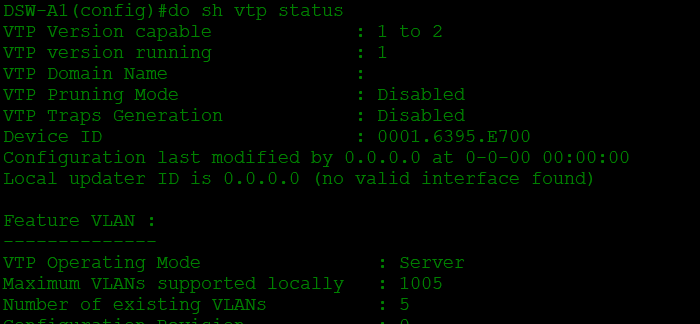 DSW-A1(config)#do sh vtp status
VTP Version capable : 1 to 2
VTP version running : 1
VTP Domain Name :
VTP Pruning Mode : Disabled
VTP Traps Generation : Disabled
Device ID : 0001.6395.E700
Configuration last modified by 0.0.0.0 at 0-0-00 00:00:00
Local updater ID is 0.0.0.0 (no valid interface found)
Feature VLAN :
--------------
VTP Operating Mode : Server
Maximum VLANs supported locally : 1005
Number of existing VLANs : 5
Configuration Revision : 0